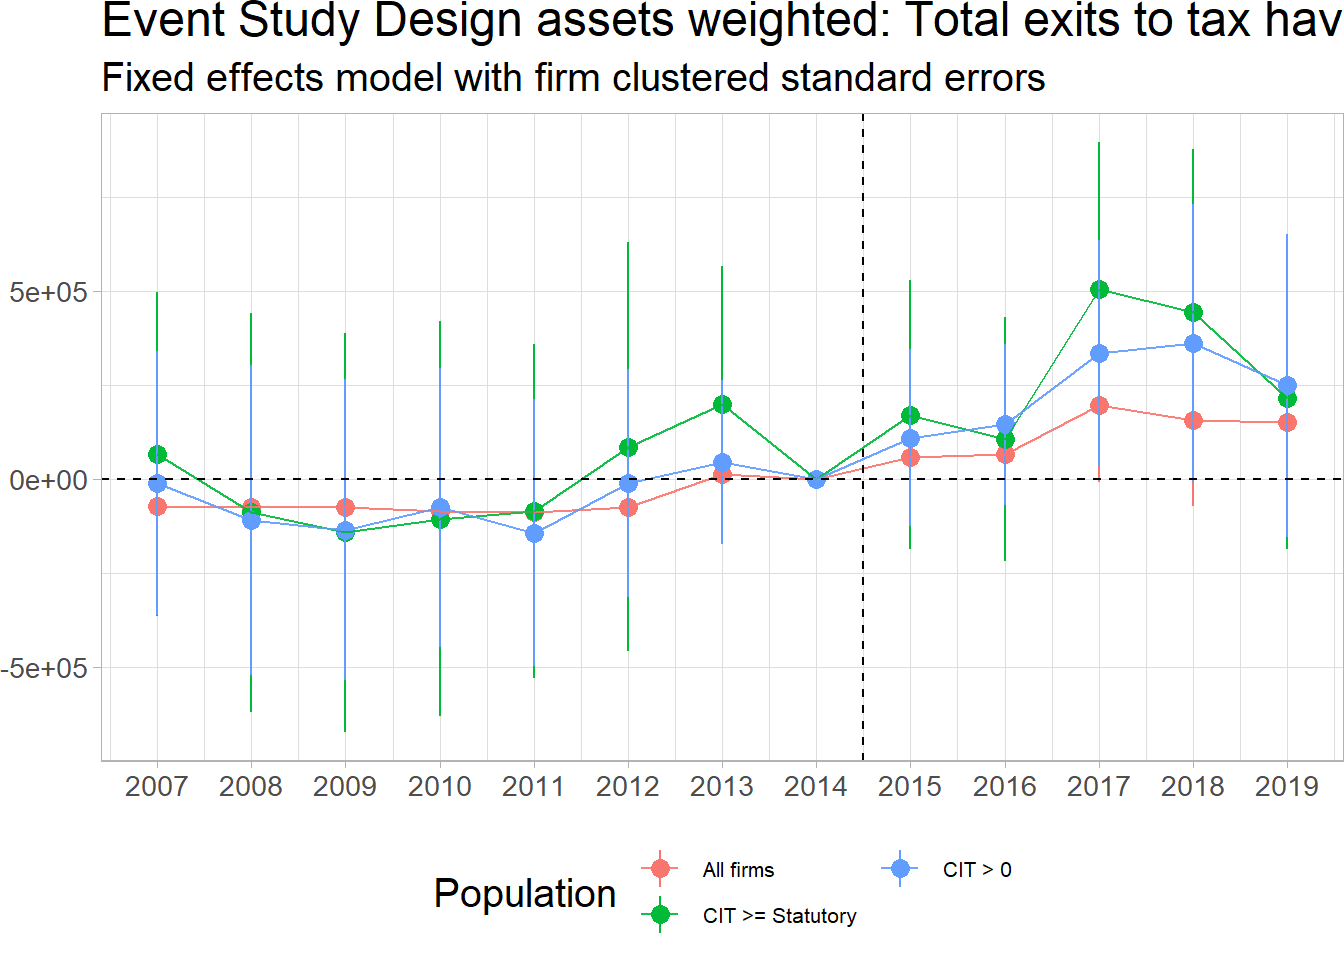 Event Study Design assets weighted: Total exits to tax hav
Fixed effects model with firm clustered standard errors
5e+05
0e+00
-5e+05
2007 2008 2009 2010 2011 2012 2013 2014 2015 2016 2017 2018 2019
Population
All firms
CIT >= Statutory
CIT > 0